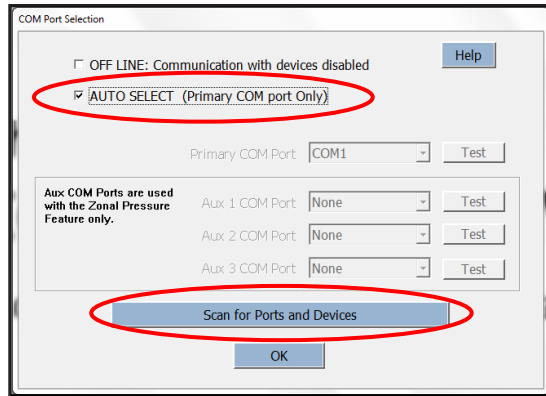 COM Port Selection
OFF LINE: Communication with devices disabled
Help
AUTO SELECT (Primary COM port Only)
Primary COM Port COM1 Test
Aux COM Ports are used
with the Zonal Pressure
Feature only.
Aux 1 COM Port None Test
Aux 2 COM Port None Test
Aux 3 COM Port None Test
Scan for Ports and Devices
OK